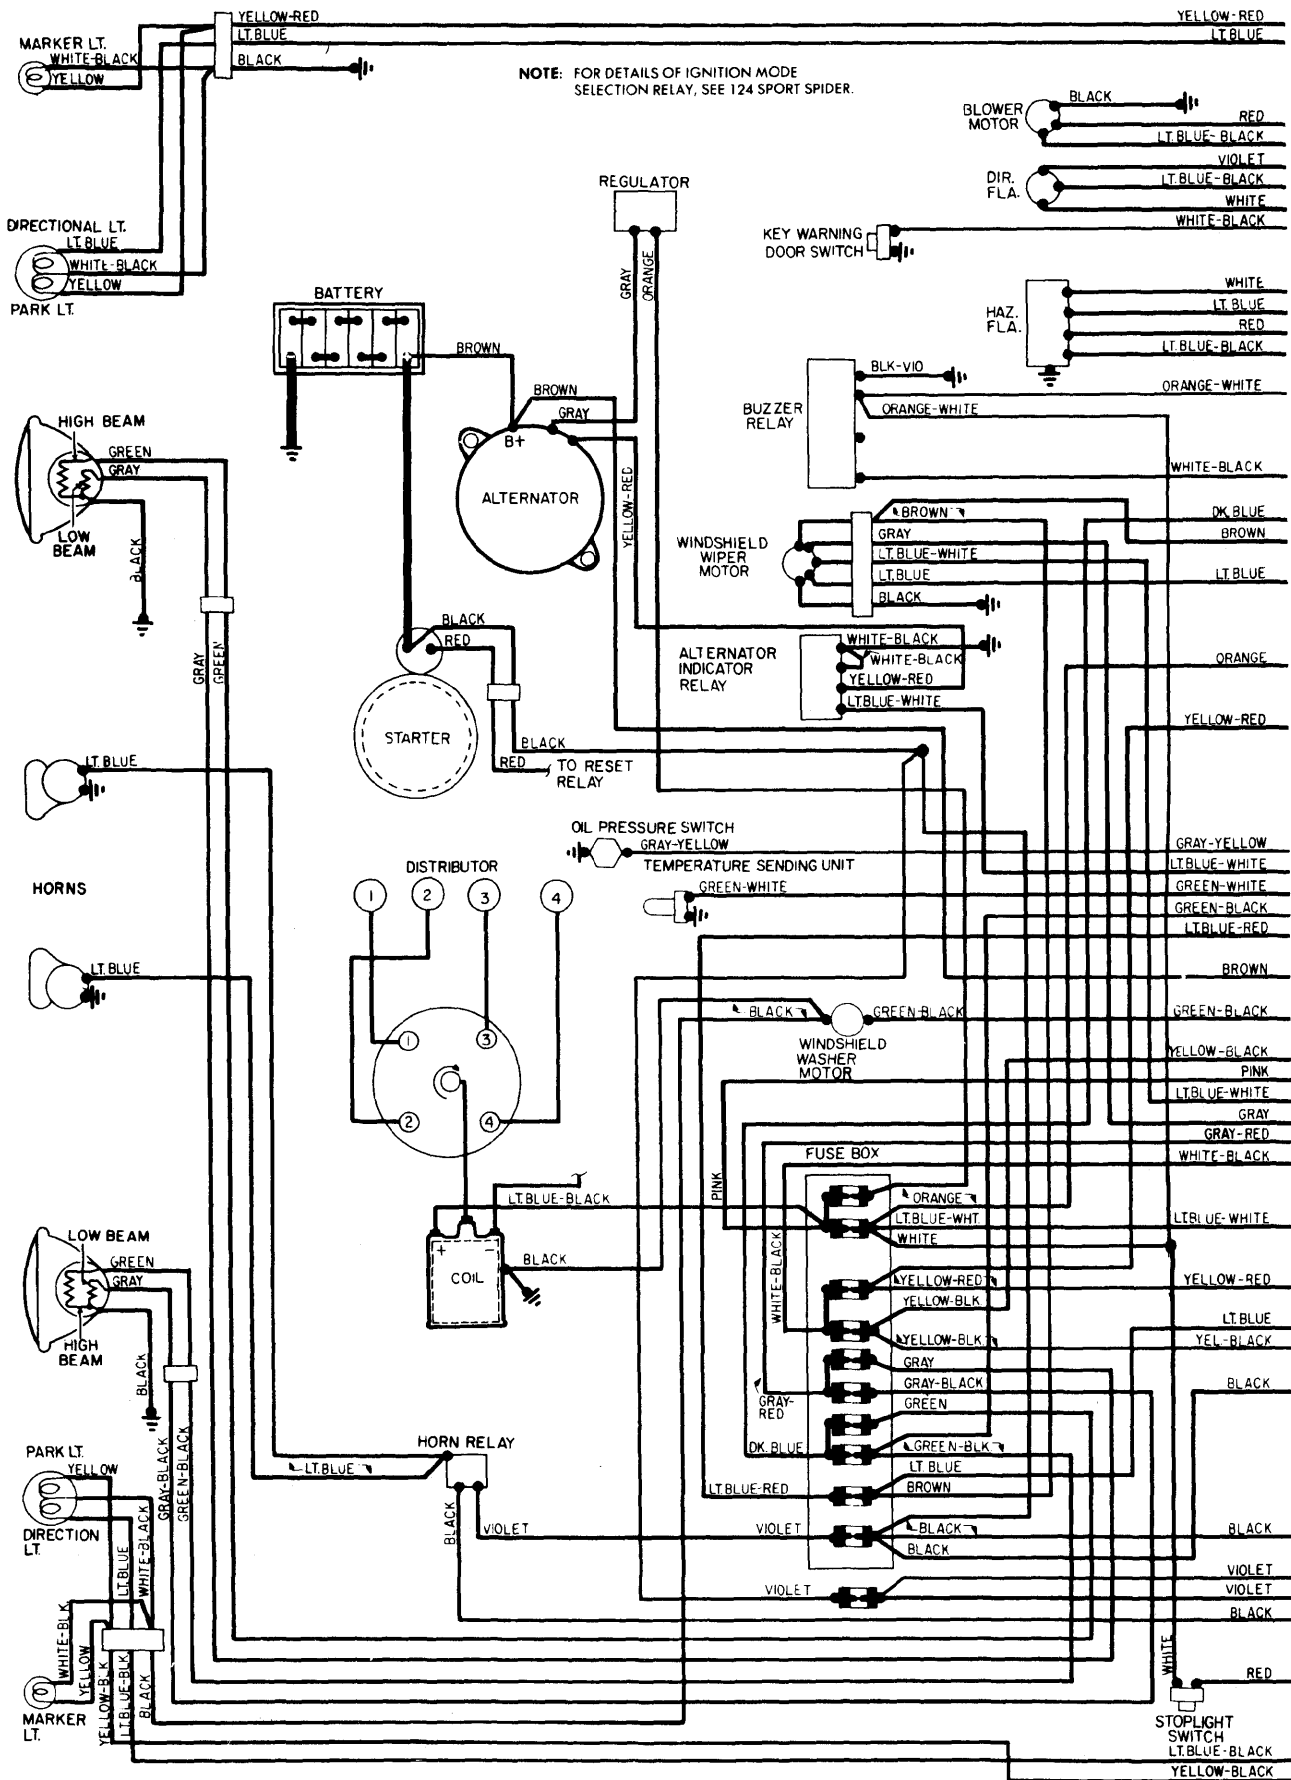 YELLOW-RED
LT.BLUE
BLACK
YELLOW-RED
LT.BLUE
MARKER LT.
WHITE-BLACK
YELLOW
NOTE: FOR DETAILS OF IGNITION MODE
SELECTION RELAY, SEE 124 SPORT SPIDER.
BLOWER
MOTOR
BLACK
RED
LT.BLUE-BLACK
DIR.
FLA.
VIOLET
LT.BLUE-BLACK
WHITE
WHITE-BLACK
KEY WARNING
DOOR SWITCH
REGULATOR
GRAY
ORANGE
DIRECTIONAL LT.
LT.BLUE
WHITE-BLACK
YELLOW
PARK LT.
BATTERY
BROWN
HAZ.
FLA.
WHITE
LT.BLUE
RED
LT.BLUE-BLACK
BUZZER
RELAY
BLK-VIO
ORANGE-WHITE
ORANGE-WHITE
WHITE-BLACK
BROWN
GRAY
B+
ALTERNATOR
YELLOW-RED
HIGH BEAM
GREEN
GRAY
LOW
BEAM
BLACK
WINDSHIELD
WIPER
MOTOR
BROWN
GRAY
LT.BLUE-WHITE
LT.BLUE
BLACK
DK.BLUE
BROWN
LT.BLUE
GRAY
GREEN
BLACK
RED
STARTER
BLACK
RED
TO RESET
RELAY
ALTERNATOR
INDICATOR
RELAY
WHITE-BLACK
WHITE-BLACK
YELLOW-RED
LT.BLUE-WHITE
ORANGE
YELLOW-RED
LT.BLUE
HORNS
LT.BLUE
OIL PRESSURE SWITCH
GRAY-YELLOW
TEMPERATURE SENDING UNIT
GREEN-WHITE
GRAY-YELLOW
LT.BLUE-WHITE
GREEN-WHITE
GREEN-BLACK
LT.BLUE-RED
BROWN
DISTRIBUTOR
1
2
3
4
1
3
2
4
BLACK
GREEN-BLACK
WINDSHIELD
WASHER
MOTOR
GREEN-BLACK
YELLOW-BLACK
PINK
LT.BLUE-WHITE
GRAY
GRAY-RED
WHITE-BLACK
FUSE BOX
PINK
LT.BLUE-BLACK
ORANGE
LT.BLUE-WHT.
WHITE
LT.BLUE-WHITE
+
-
COIL
BLACK
WHITE-BLACK
YELLOW-RED
YELLOW-BLK
YELLOW-BLK
GRAY
GRAY-BLACK
GREEN
GREEN-BLK
LT BLUE
BROWN
BLACK
BLACK
YELLOW-RED
LT.BLUE
YEL.-BLACK
BLACK
GRAY-
RED
DK.BLUE
LT.BLUE-RED
VIOLET
VIOLET
LOW BEAM
GREEN
GRAY
HIGH
BEAM
BLACK
GRAY-BLACK
GREEN-BLACK
HORN RELAY
LT.BLUE
BLACK
VIOLET
BLACK
VIOLET
VIOLET
BLACK
PARK LT.
YELLOW
DIRECTION
LT.
LT.BLUE
WHITE-BLACK
WHITE-BLK
YELLOW
YELLOW-BLK
LT.BLUE-BLK
BLACK
MARKER
LT.
WHITE
RED
STOPLIGHT
SWITCH
LT.BLUE-BLACK
YELLOW-BLACK